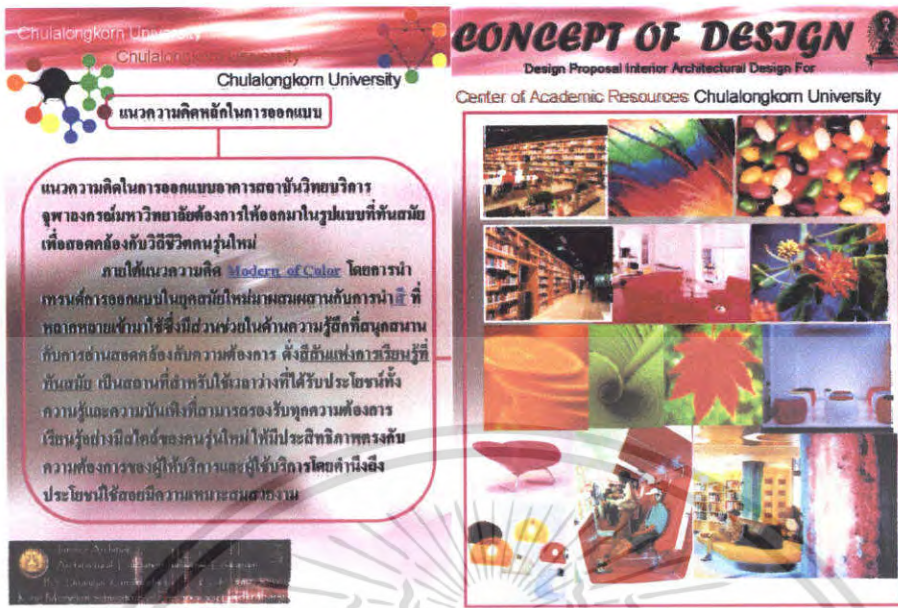 Chulalongkorn University
Chulalongkorn University
Chulalongkorn University
แนวความคิดหลักในการออกแบบ
แนวความคิดในการออกแบบอาคารสถาบันวิทยบริการ
จุฬาลงกรณ์มหาวิทยาลัยต้องการให้ออกมาในรูปแบบที่ทันสมัย
เพื่อสอดคล้องกับวิถีชีวิตคนรุ่นใหม่
ภายใต้แนวความคิด Modern of Color โดยการนำ
เทรนด์การออกแบบในยุคสมัยใหม่มาผสมผสานกับการนำสี ที่
หลากหลายเข้ามาใช้ซึ่งมีส่วนช่วยในด้านความรู้สึกที่สนุกสนาน
กับการอ่านสอดคล้องกับความต้องการ ดั่งสีสันแห่งการเรียนรู้ที่
ทันสมัย เป็นสถานที่สำหรับใช้เวลาว่างที่ได้รับประโยชน์ทั้ง
ความรู้และความบันเทิงที่สามารถรองรับทุกความต้องการ
เรียนรู้อย่างมีสไตล์ของคนรุ่นใหม่ ให้มีประสิทธิภาพตรงกับ
ความต้องการของผู้ให้บริการและผู้ใช้บริการโดยคำนึงถึง
ประโยชน์ใช้สอยมีความเหมาะสมสวยงาม
CONCEPT OF DESIGN
Design Proposal Interior Architectural Design For
Center of Academic Resources Chulalongkorn University